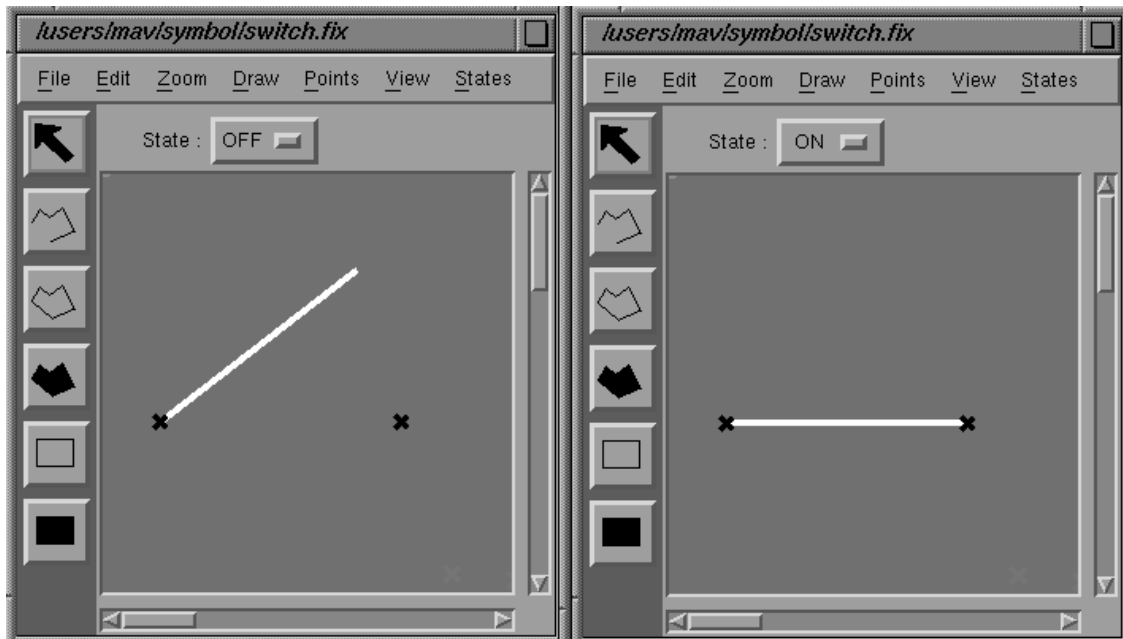 /users/mav/symbol/switch.fix
File Edit Zoom Draw Points View States
State : OFF
/users/mav/symbol/switch.fix
File Edit Zoom Draw Points View States
State : ON